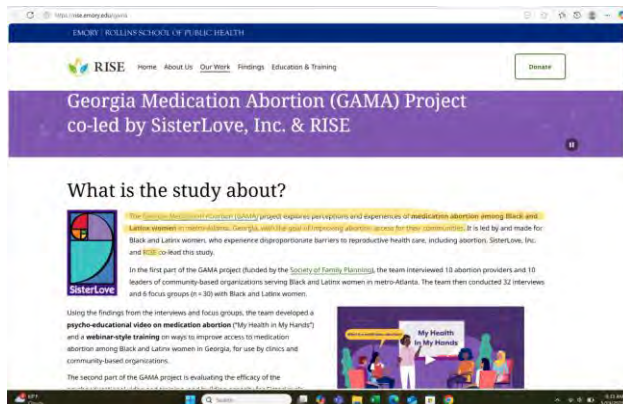 https://rise.emory.edu/gama
EMORY | ROLLINS SCHOOL OF PUBLIC HEALTH
RISE Home About Us Our Work Findings Education & Training Donate
Georgia Medication Abortion (GAMA) Project
co-led by SisterLove, Inc. & RISE
What is the study about?
The Georgia Medication Abortion (GAMA) project explores perceptions and experiences of medication abortion among Black and
Latinx women in metro-Atlanta, Georgia, with the goal of improving abortion access for their communities. It is led by and made for
Black and Latinx women, who experience disproportionate barriers to reproductive health care, including abortion. SisterLove, Inc.
and RISE co-lead this study.
SisterLove
In the first part of the GAMA project (funded by the Society of Family Planning), the team interviewed 10 abortion providers and 10
leaders of community-based organizations serving Black and Latinx women in metro-Atlanta. The team then conducted 32 interviews
and 6 focus groups (n = 30) with Black and Latinx women.
Using the findings from the interviews and focus groups, the team developed a
psycho-educational video on medication abortion ("My Health in My Hands")
and a webinar-style training on ways to improve access to medication
abortion among Black and Latinx women in Georgia, for use by clinics and
community-based organizations.
The second part of the GAMA project is evaluating the efficacy of the
My Health
In My Hands
Search